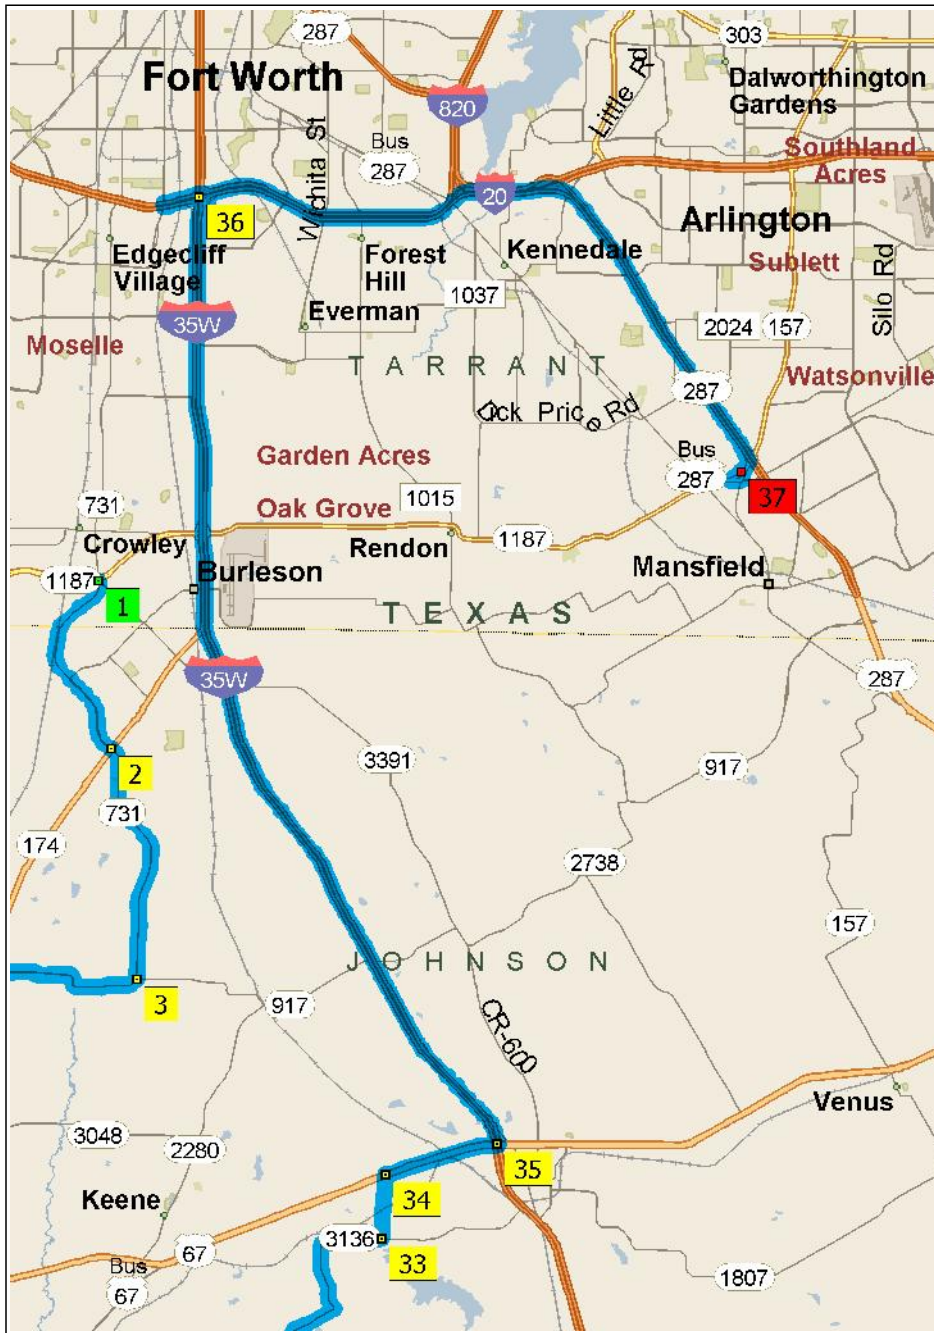 287
303
Fort Worth
Dalworthington
Gardens
820
Little Rd
Wichita St
Bus
287
Southland
Acres
20
36
Arlington
Edgecliff
Village
Forest
Hill
Kennedale
Sublett
Silo Rd
1037
Everman
35W
2024
157
Moselle
TARRANT
Watsonville
287
Dick Price Rd
Bus
287
Garden Acres
37
1015
731
Oak Grove
Crowley
Rendon
1187
1187
Burleson
Mansfield
1
TEXAS
35W
287
2
3391
917
731
174
2738
157
JOHNSON
3
917
CR-600
Venus
3048
2280
35
Keene
34
3136
67
33
Bus
67
1807